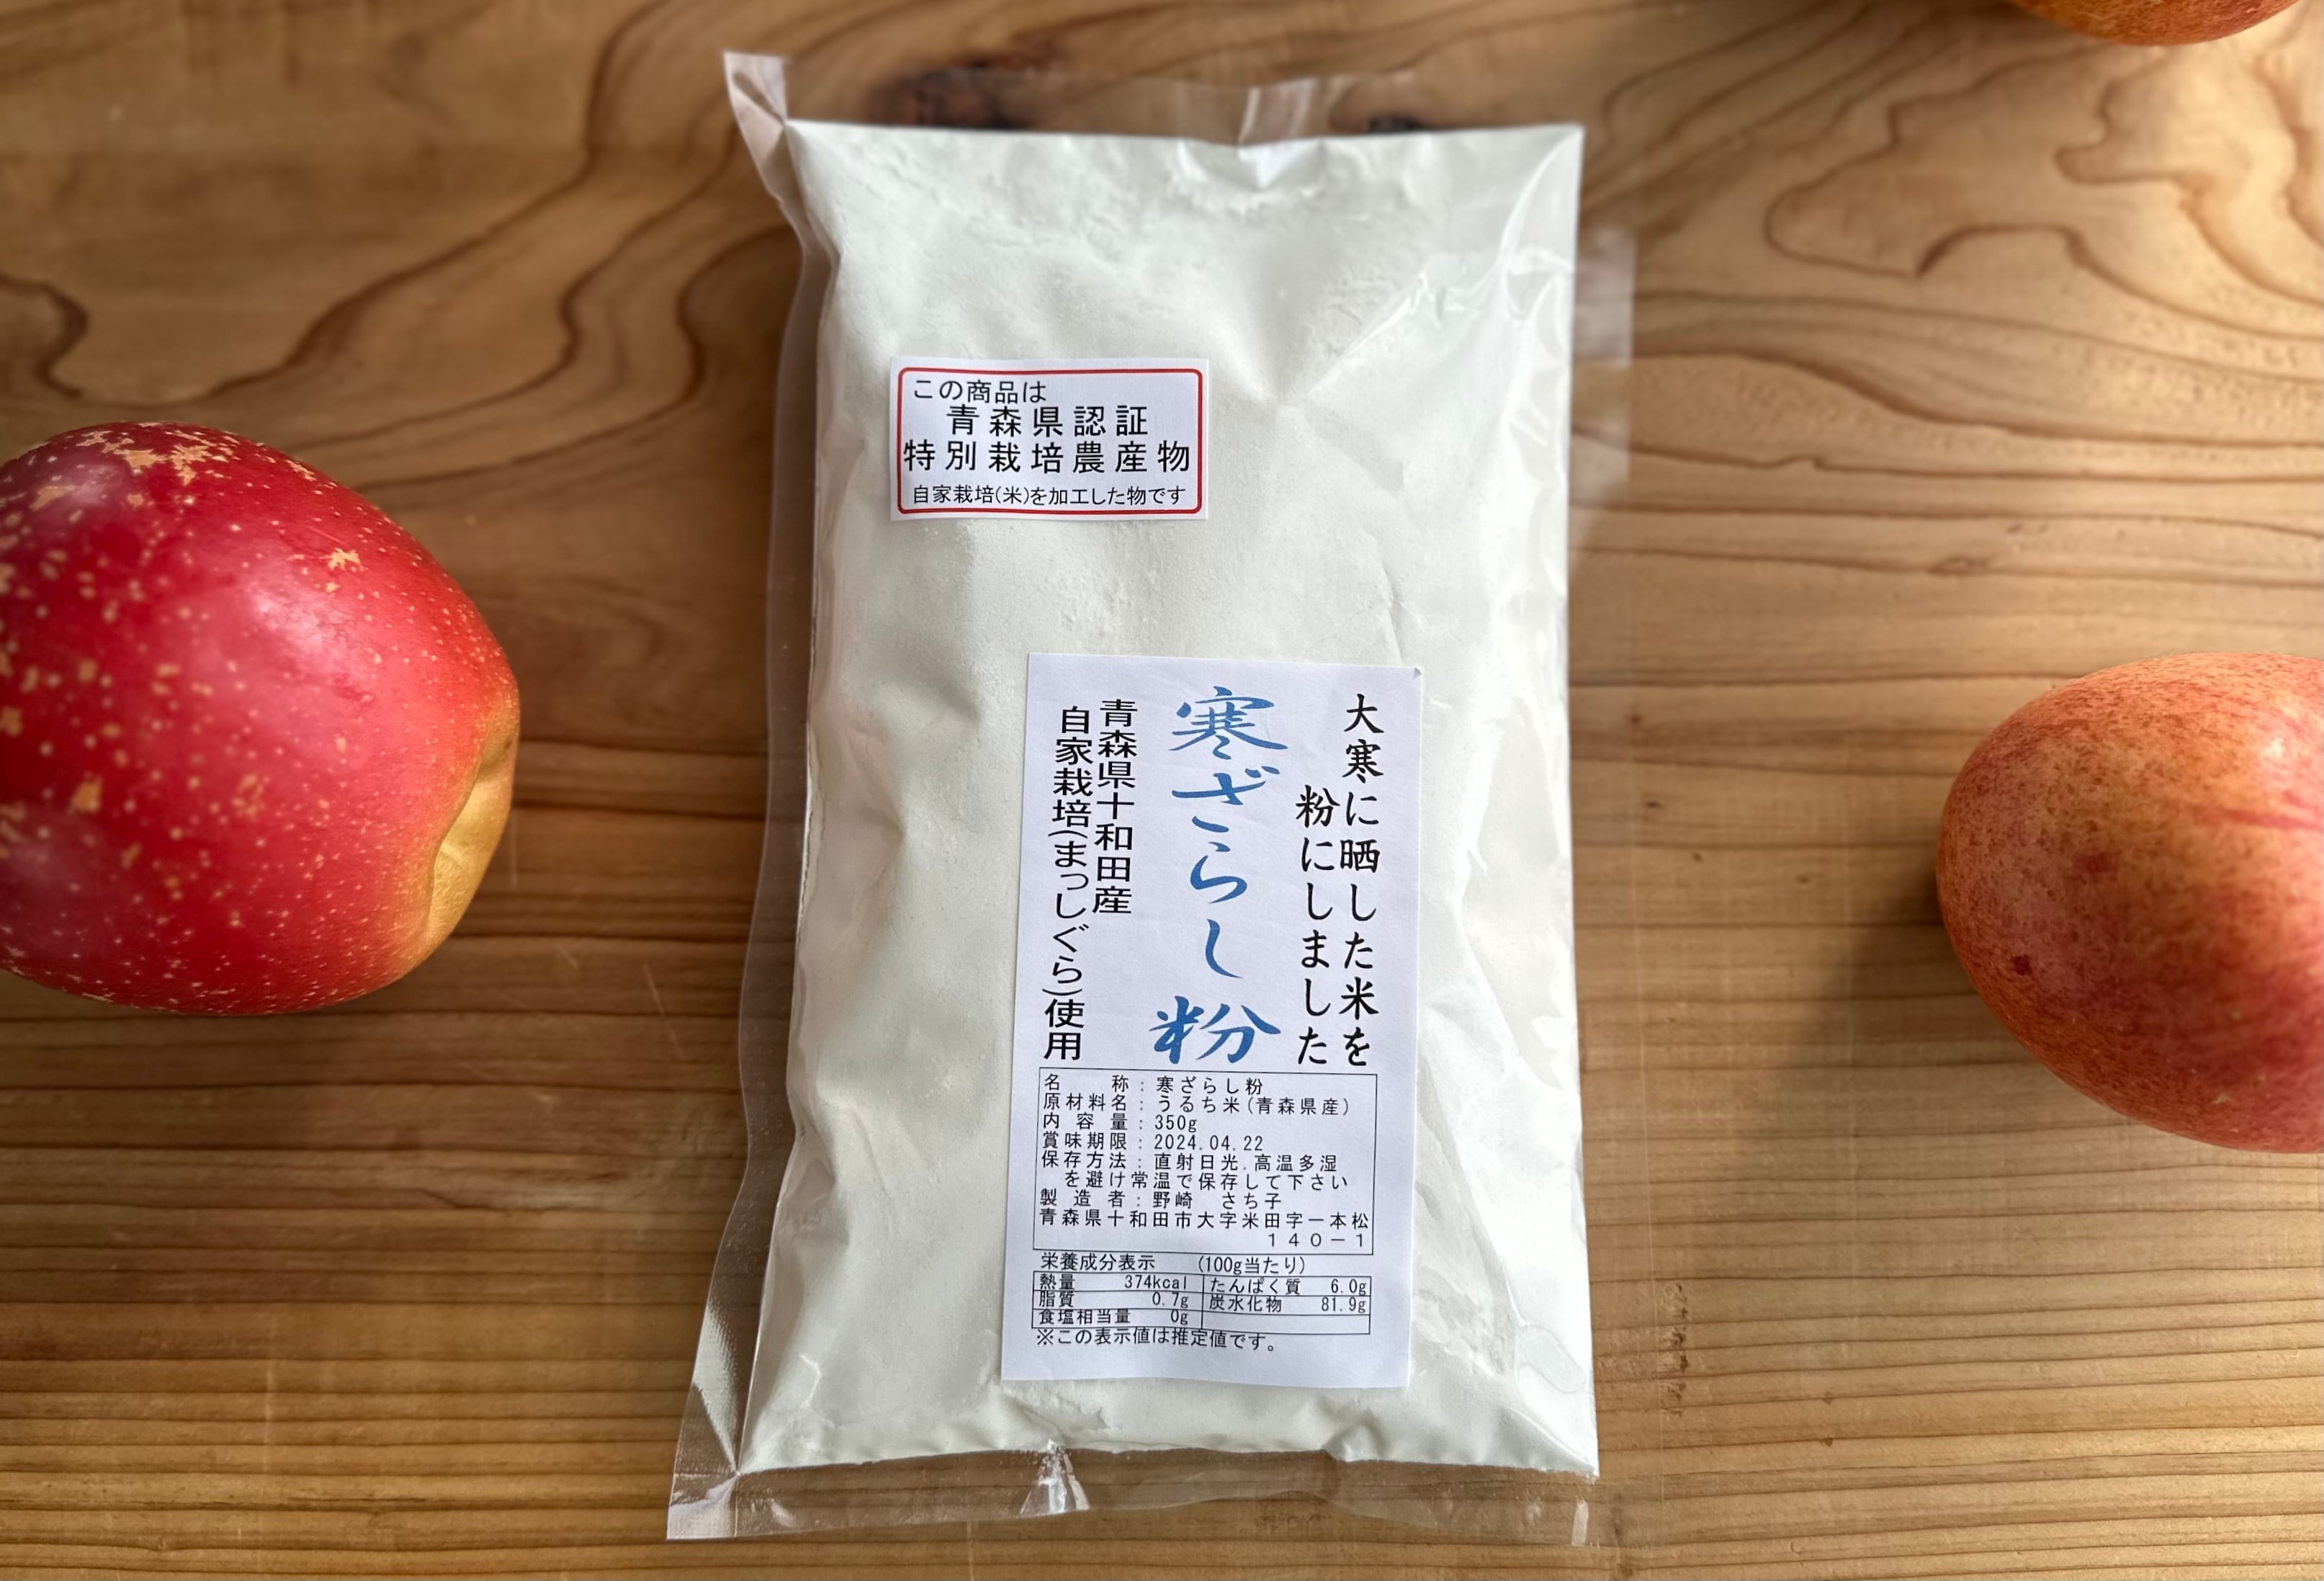 この商品は
青森県認証
特別栽培農産物
自家栽培(米)を加工した物です
大寒に晒した米を
粉にしました
寒ざらし粉
青森県十和田産
自家栽培(まっしぐら)使用
名　　称：寒ざらし粉
原材料名：うるち米(青森県産)
内容量：350g
賞味期限：2024.04.22
保存方法：直射日光.高温多湿
を避け常温で保存して下さい
製造者：野崎　さち子
青森県十和田市大字米田字一本松
１４０－１
栄養成分表示　(100g当たり)
熱量　374kcal　たんぱく質　6.0g
脂質　0.7g　炭水化物　81.9g
食塩相当量　0g
※この表示値は推定値です。